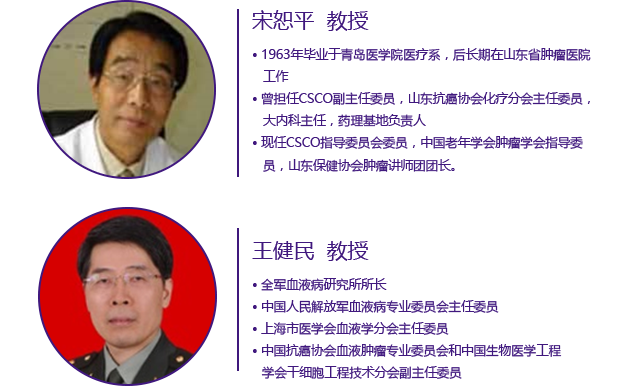 宋恕平 教授
• 1963年毕业于青岛医学院医疗系，后长期在山东省肿瘤医院
工作
• 曾担任CSCO副主任委员，山东抗癌协会化疗分会主任委员，
大内科主任，药理基地负责人
• 现任CSCO指导委员会委员，中国老年学会肿瘤学会指导委
员，山东保健协会肿瘤讲师团团长。
王健民 教授
• 全军血液病研究所所长
• 中国人民解放军血液病专业委员会主任委员
• 上海市医学会血液学分会主任委员
• 中国抗癌协会血液肿瘤专业委员会和中国生物医学工程
学会干细胞工程技术分会副主任委员